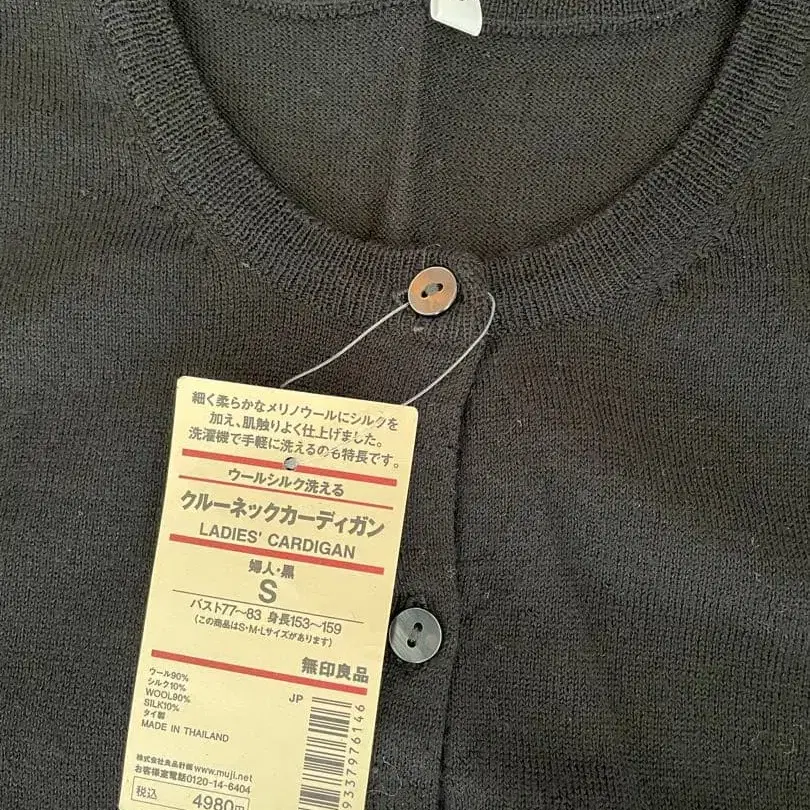 細く柔らかなメリノウールにシルクを
加え、肌触りよく仕上げました。
洗濯機で手軽に洗えるのも特長です。
ウールシルク洗える
クルーネックカーディガン
LADIES' CARDIGAN
婦人・黒
S
バスト77〜83 身長153〜159
(この商品はS・M・Lサイズがあります)
無印良品
ウール90%
シルク10%
WOOL90%
SILK10%
タイ製
MADE IN THAILAND
JP
株式会社良品計画 www.muji.net
お客様室電話0120-14-6404
税込 4980円